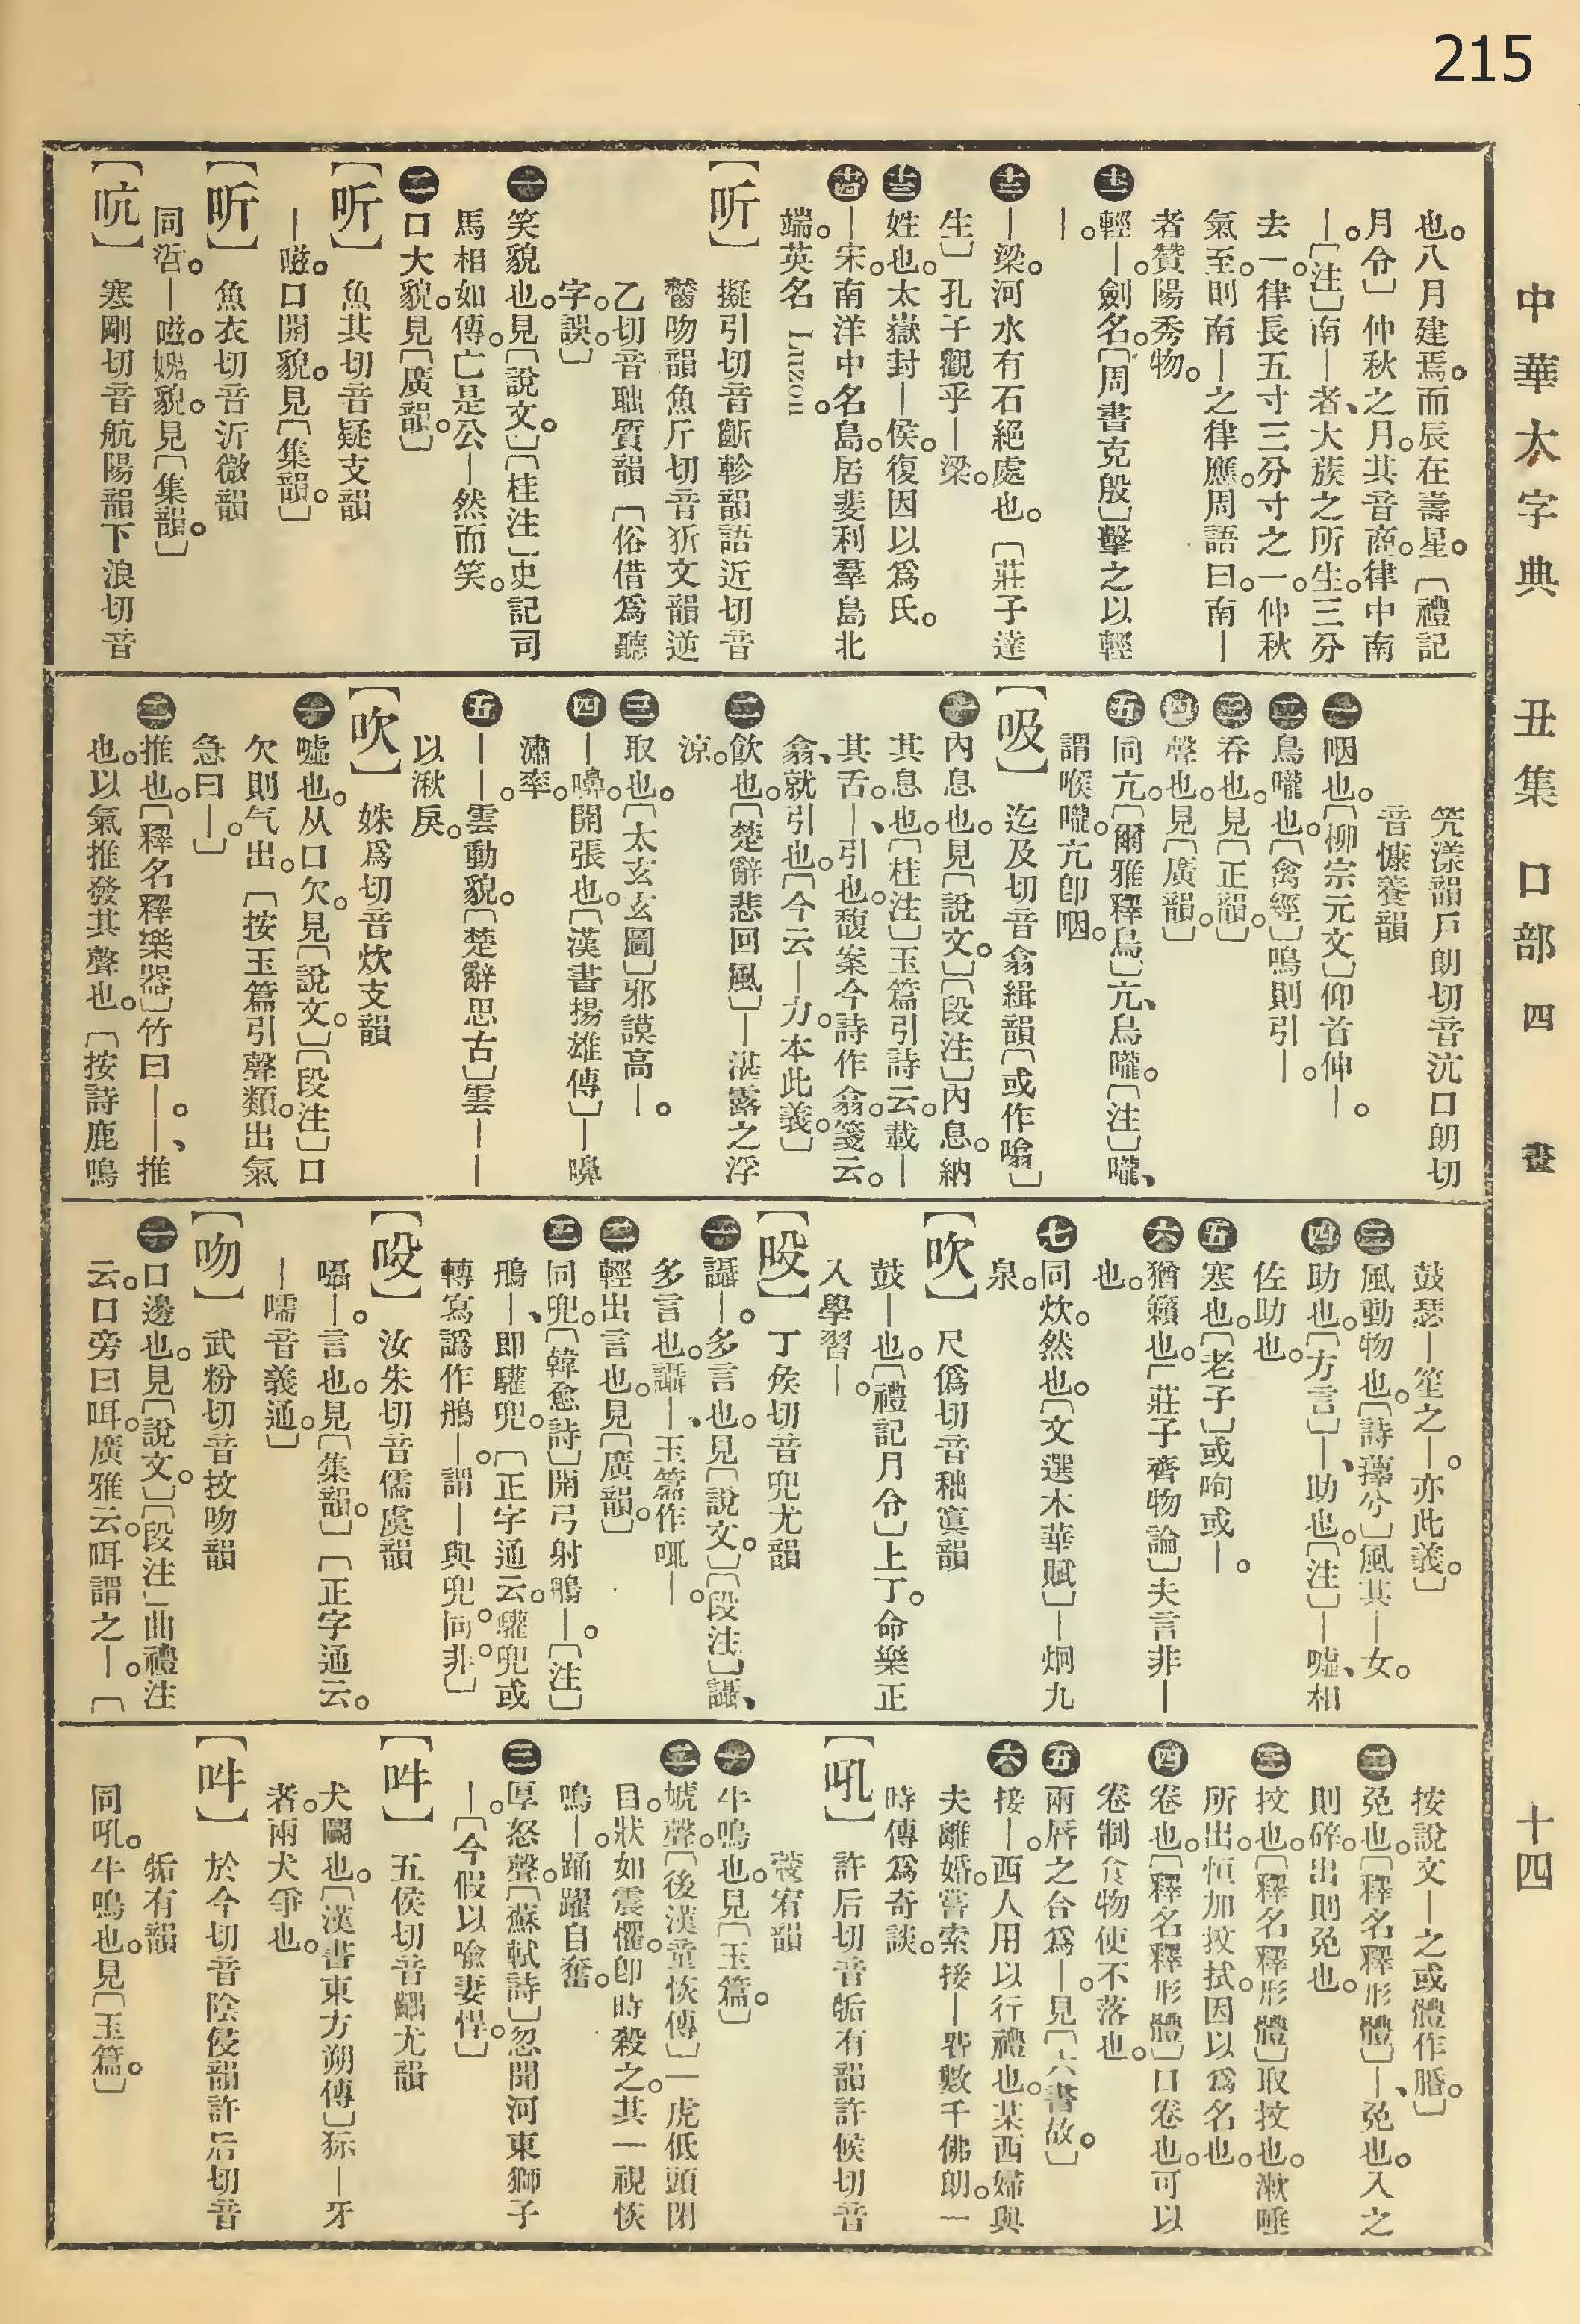 215
中華大字典 丑集 口部 四畫 十四
也。八月建焉。而辰在壽星。〔禮記
月令〕仲秋之月。其音商。律中南
｜。〔注〕南｜者、大蔟之所生。三分
去一。律長五寸三分寸之一。仲秋
氣至。則南｜之律應。周語曰。南｜
者贊陽秀物。
十一 輕｜。劍名。〔周書克殷〕擊之以輕
｜。
十二 ｜梁。河水有石絕處也。〔莊子達
生〕孔子觀乎｜梁。
十三 姓也。太嶽封｜侯。復因以爲氏。
十四 ｜宋。南洋中名島。居斐利羣島北
端。英名 Luzon。
【听】
擬引切音齗軫韻語近切音
齾吻韻魚斤切音狋文韻逆
乙切音耴質韻〔俗借爲聽
字。誤。〕
一 笑貌也。見〔說文。〕〔桂注〕史記司
馬相如傳。亡是公｜然而笑。
二 口大貌。見〔廣韻。〕
【听】 魚其切音疑支韻
｜嗞。口開貌。見〔集韻。〕
【听】 魚衣切音沂微韻
同㖕。｜嗞。媿貌。見〔集韻。〕
【吭】 寒剛切音航陽韻下浪切音
笐漾韻戶朗切音沆口朗切
音慷養韻
一 咽也。〔柳宗元文〕仰首伸｜。
二 鳥嚨也。〔禽經〕鳴則引｜。
三 吞也。見〔正韻。〕
四 聲也。見〔廣韻。〕
五 同亢。〔爾雅釋鳥〕亢、鳥嚨。〔注〕嚨、
謂喉嚨。亢卽咽。
【吸】 迄及切音翕緝韻〔或作噏〕
一 內息也。見〔說文。〕〔段注〕內息。納
其息也。〔桂注〕玉篇引詩云。載｜
其舌。｜、引也。馥案今詩作翕。箋云。
翕、就引也。〔今云｜力。本此義。〕
二 飲也。〔楚辭悲回風〕｜湛露之浮
涼。
三 取也。〔太玄玄圖〕邪謨高｜。
四 ｜嚊。開張也。〔漢書揚雄傳〕｜嚊
潚率。
五 ｜｜。雲動貌。〔楚辭思古〕雲｜｜
以湫戾。
【吹】 姝爲切音炊支韻
一 噓也。从口欠。見〔說文。〕〔段注〕口
欠則气出。〔按玉篇引聲類。出氣
急曰｜。〕
二 推也。〔釋名釋樂器〕竹曰｜。｜、推
也。以氣推發其聲也。〔按詩鹿鳴
鼓瑟｜笙之｜。亦此義。〕
三 風動物也。〔詩蘀兮〕風其｜女。
四 助也。〔方言〕｜、助也。〔注〕｜噓、相
佐助也。
五 寒也。〔老子〕或呴或｜。
六 猶籟也。〔莊子齊物論〕夫言非｜
也。
七 同炊。然也。〔文選木華賦〕｜炯九
泉。
【吹】 尺僞切音秪寘韻
鼓｜也。〔禮記月令〕上丁。命樂正
入學習｜。
【吺】 丁矦切音兜尤韻
一 讘｜。多言也。見〔說文。〕〔段注〕讘、
多言也。讘｜、玉篇作㖇｜。
二 輕出言也。見〔廣韻。〕
三 同兜。〔韓愈詩〕開弓射鴅｜。〔注〕
鴅｜、卽驩兜。〔正字通云。驩兜或
轉寫譌作鴅｜。謂｜與兜同。非。〕
【吺】 汝朱切音儒虞韻
囁｜。言也。見〔集韻。〕〔正字通云。
｜嚅音義通。〕
【吻】 武粉切音抆吻韻
一 口邊也。見〔說文。〕〔段注〕曲禮注
云。口旁曰咡。廣雅云。咡謂之｜。〔
按說文｜之或體作䐇。〕
二 免也。〔釋名釋形體〕｜、免也。入之
則碎。出則免也。
三 抆也。〔釋名釋形體〕取抆也。漱唾
所出。恒加抆拭。因以爲名也。
四 卷也。〔釋名釋形體〕口卷也。可以
卷制食物使不落也。
五 兩唇之合爲｜。見〔六書故。〕
六 接｜。西人用以行禮也。某西婦與
夫離婚。嘗索接｜費數千佛朗。一
時傳爲奇談。
【吼】 許后切音㸸有韻許候切音
蔲宥韻
一 牛鳴也。見〔玉篇。〕
二 虓聲。〔後漢童恢傳〕一虎低頭閉
目。狀如震懼。卽時殺之。其一視恢
鳴｜。踊躍自奮。
三 厚怒聲。〔蘇軾詩〕忽聞河東獅子
｜。〔今假以喻妻悍。〕
【吽】 五侯切音齵尤韻
犬鬭也。〔漢書東方朔傳〕狋｜牙
者。兩犬爭也。
【吽】 於今切音陰侵韻許后切音
㸸有韻
同吼。牛鳴也。見〔玉篇。〕